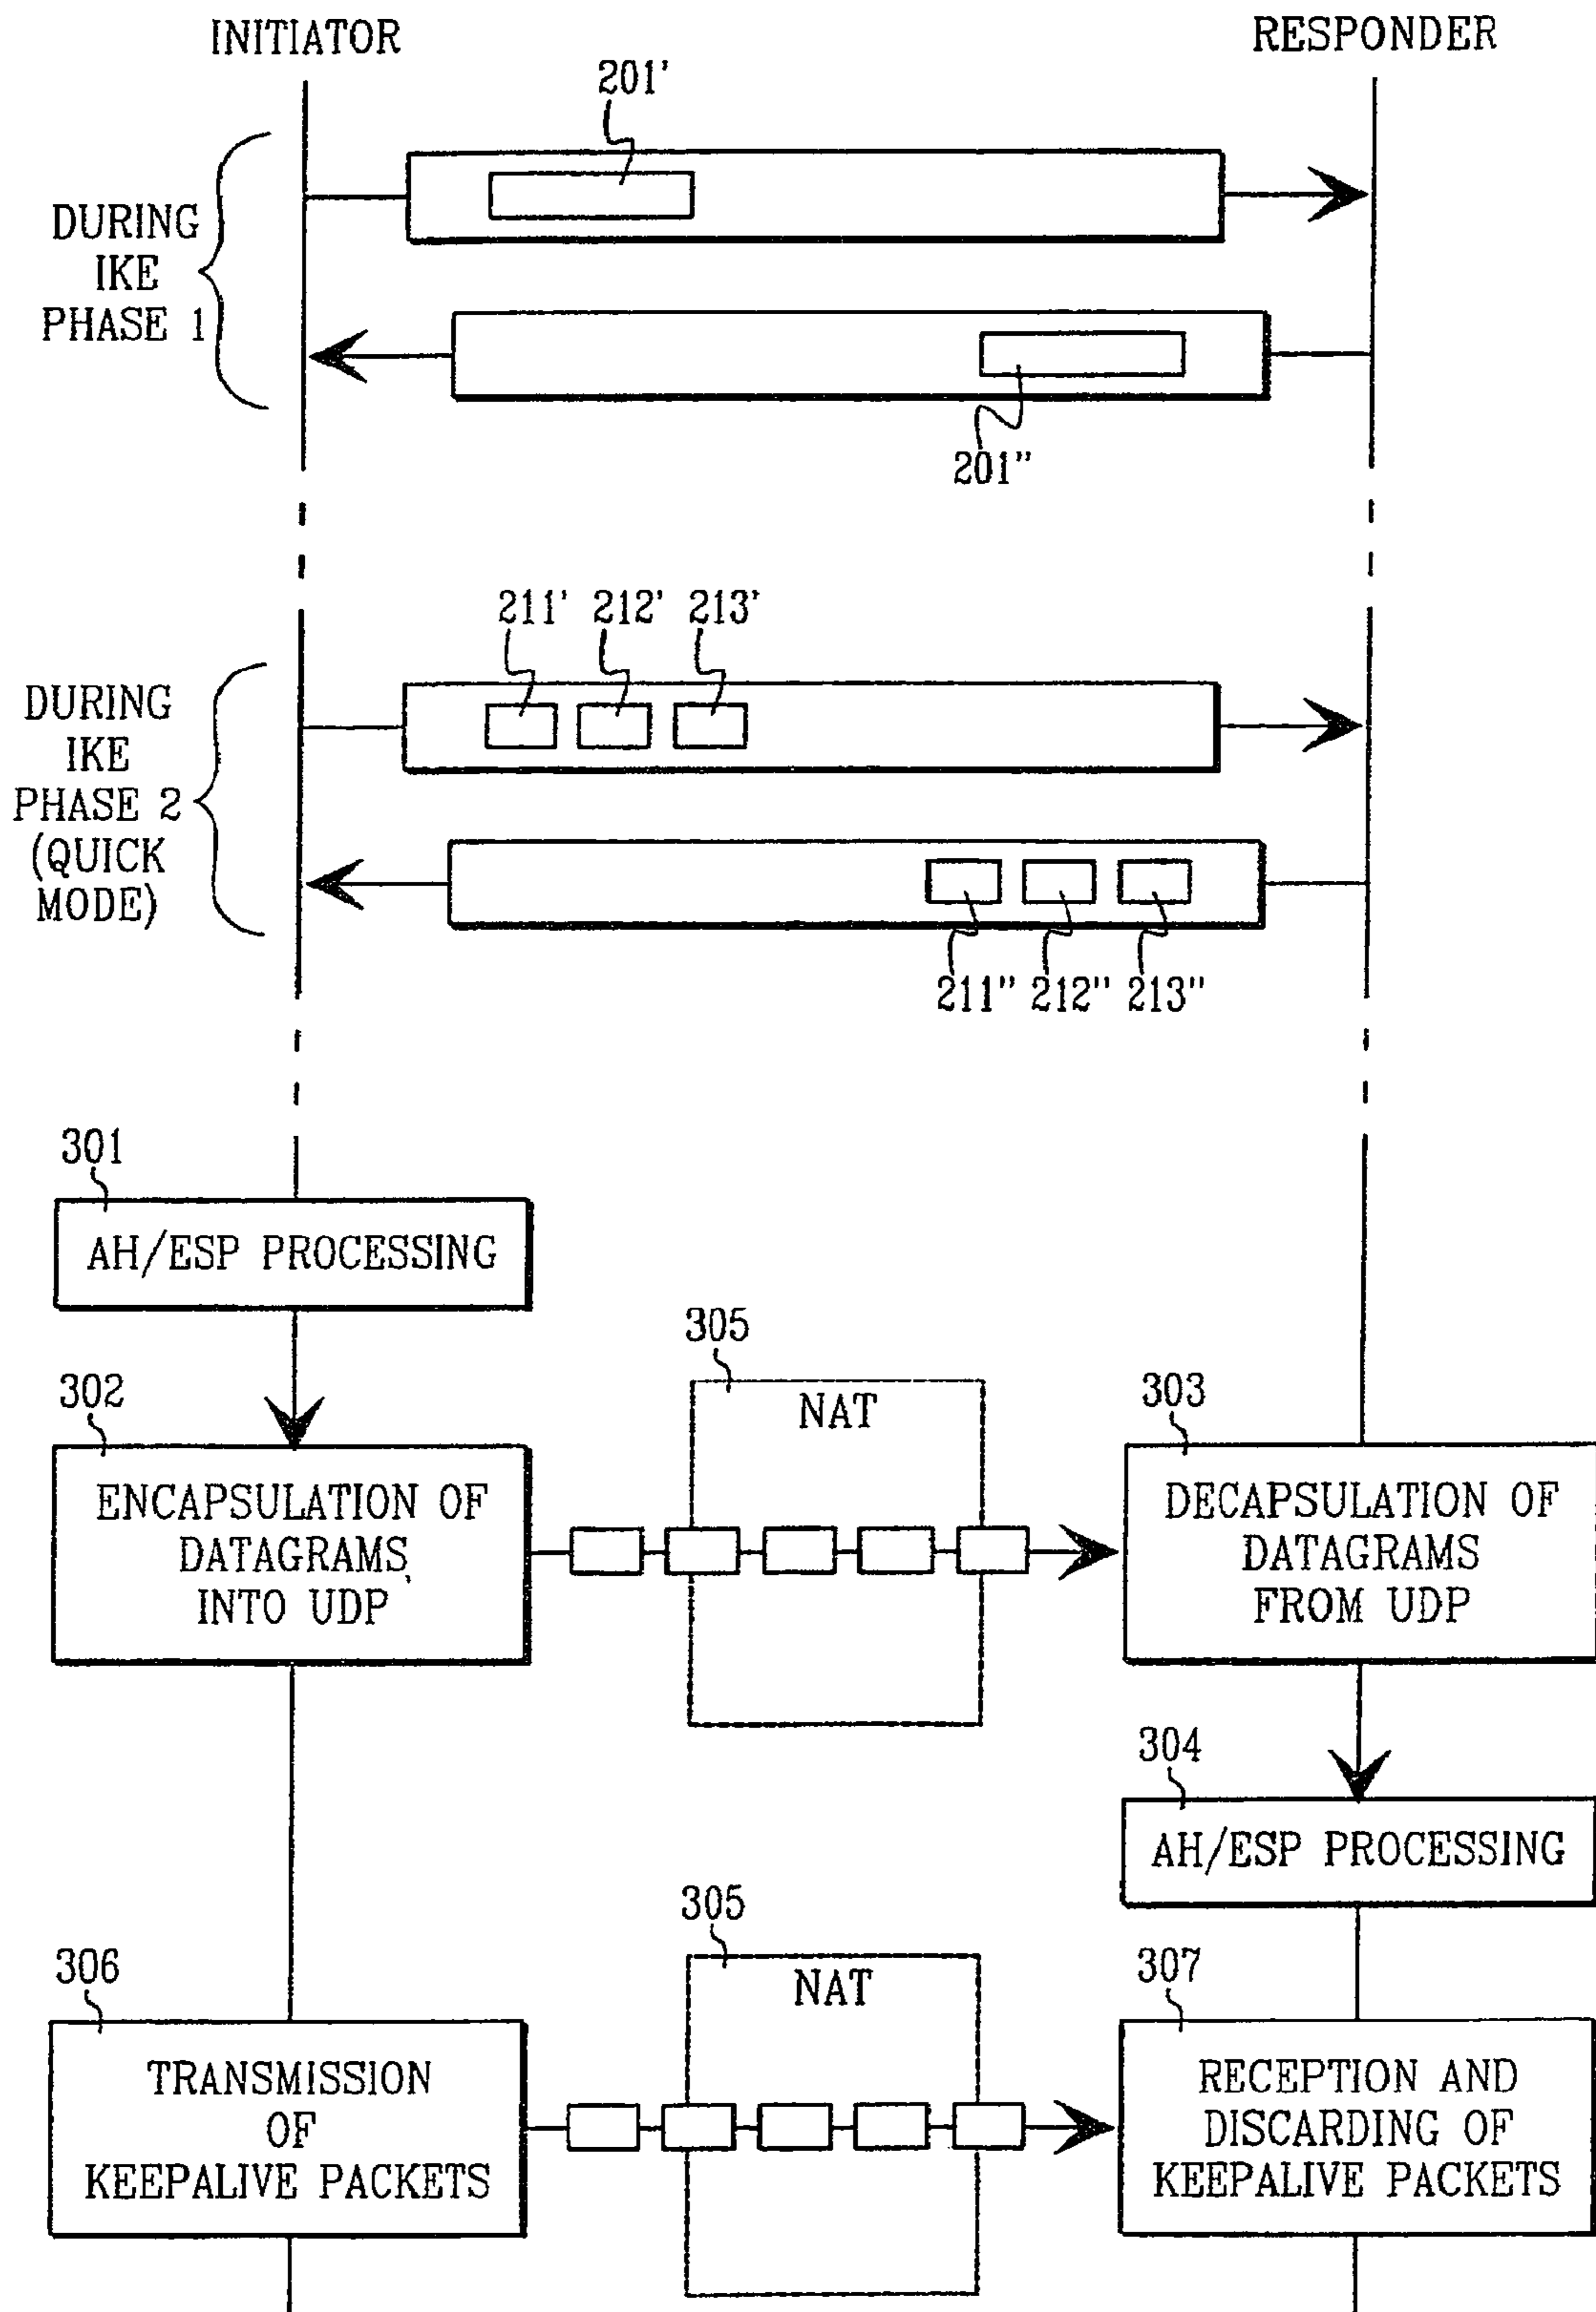 INITIATOR
RESPONDER
201'
DURING
IKE
PHASE 1
201"
211' 212' 213'
DURING
IKE
PHASE 2
(QUICK
MODE)
211" 212" 213"
301
AH/ESP PROCESSING
305
NAT
302
ENCAPSULATION OF
DATAGRAMS
INTO UDP
303
DECAPSULATION OF
DATAGRAMS
FROM UDP
304
AH/ESP PROCESSING
305
NAT
306
TRANSMISSION
OF
KEEPALIVE PACKETS
307
RECEPTION AND
DISCARDING OF
KEEPALIVE PACKETS